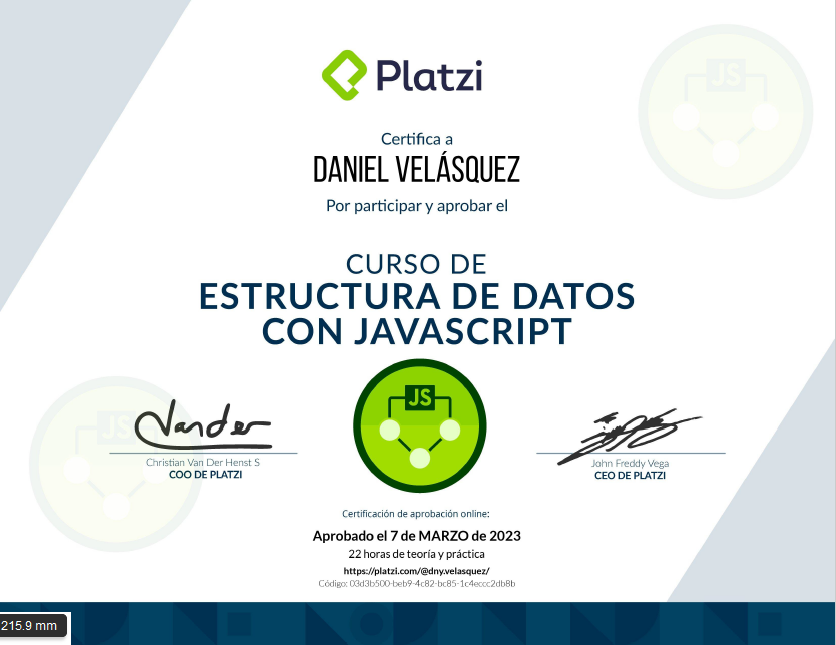 Platzi
JS
Certifica a
DANIEL VELÁSQUEZ
Por participar y aprobar el
CURSO DE
ESTRUCTURA DE DATOS
CON JAVASCRIPT
JS
JS
Vander
Christian Van Der Henst S
COO DE PLATZI
John Freddy Vega
CEO DE PLATZI
Certificación de aprobación online:
Aprobado el 7 de MARZO de 2023
22 horas de teoría y práctica
https://platzi.com/@dny.velasquez/
Código: 03d3b500-beb9-4c82-bc85-1c4eccc2db8b
215.9 mm